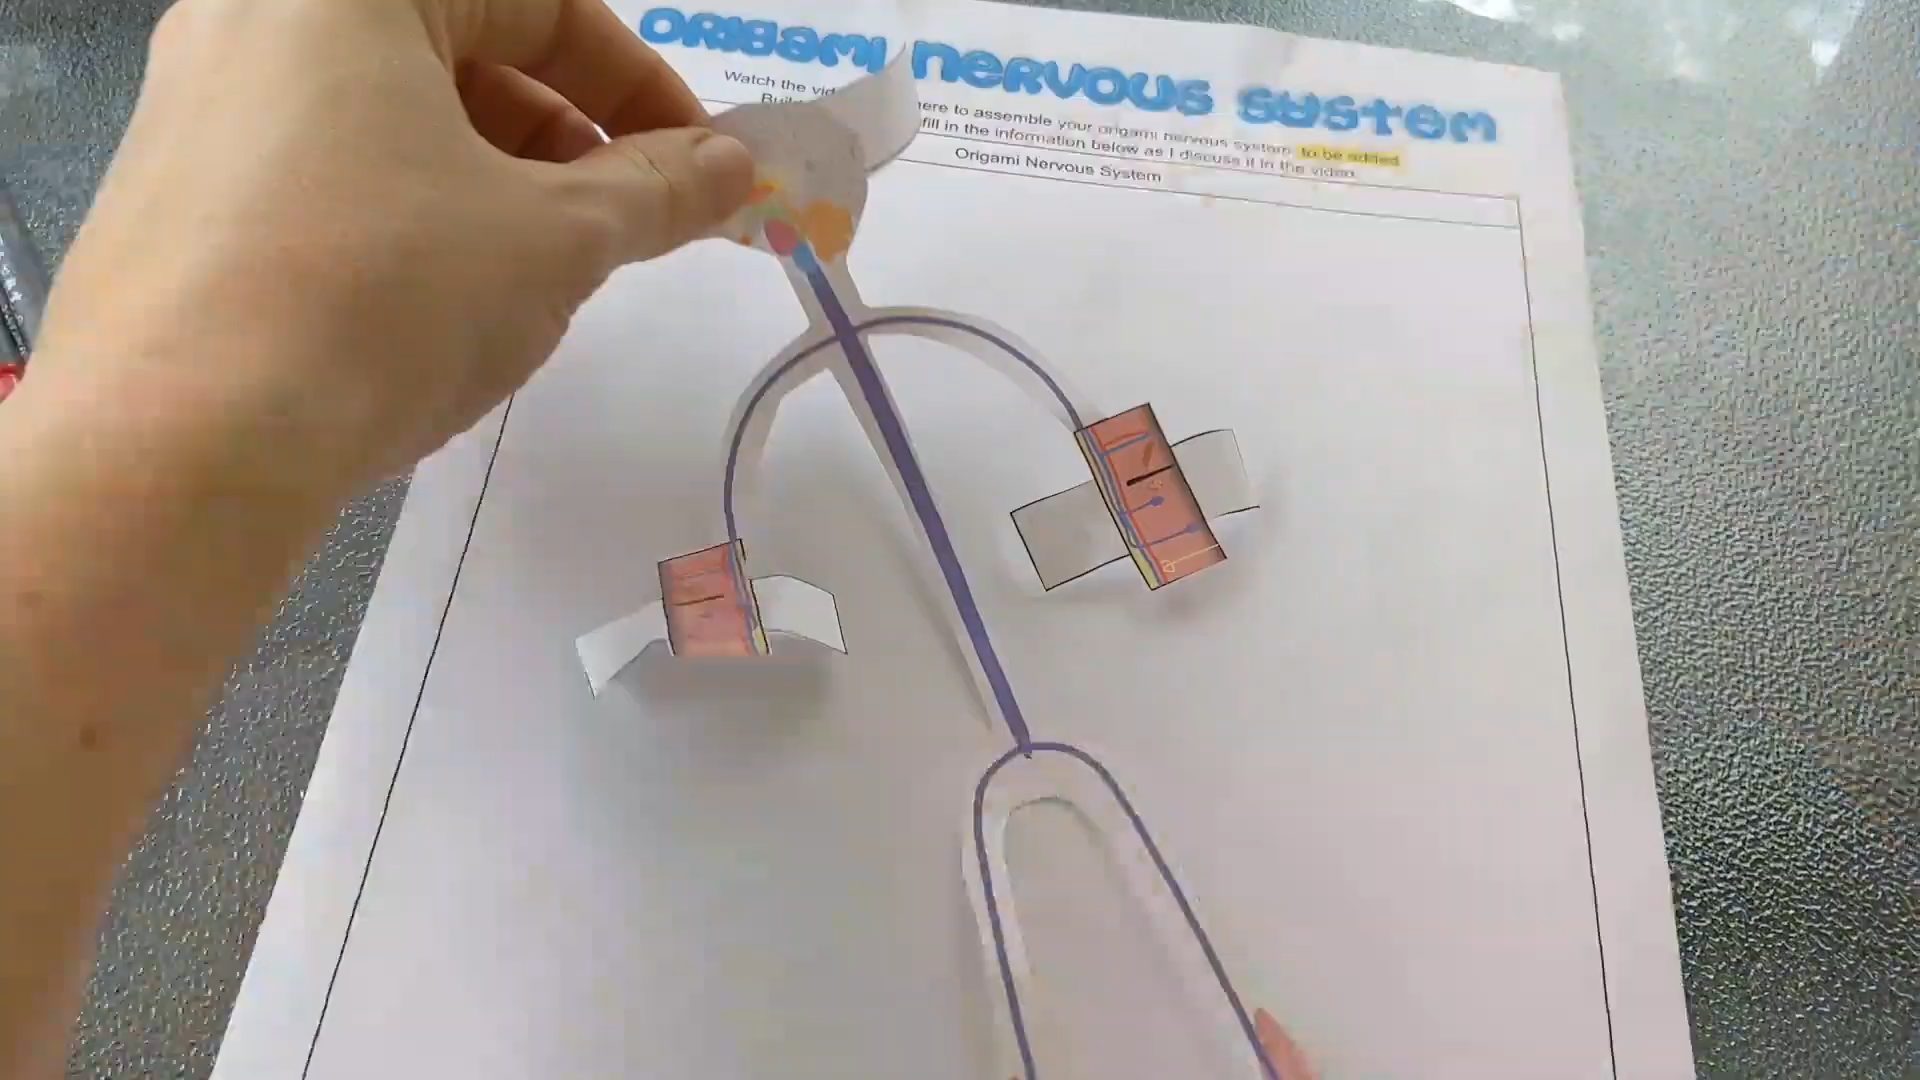 ORIGAMI NERVOUS SYSTEM
Watch the here to assemble your origami nervous system to be added
fill in the information below as I discuss it in the video.
Origami Nervous System